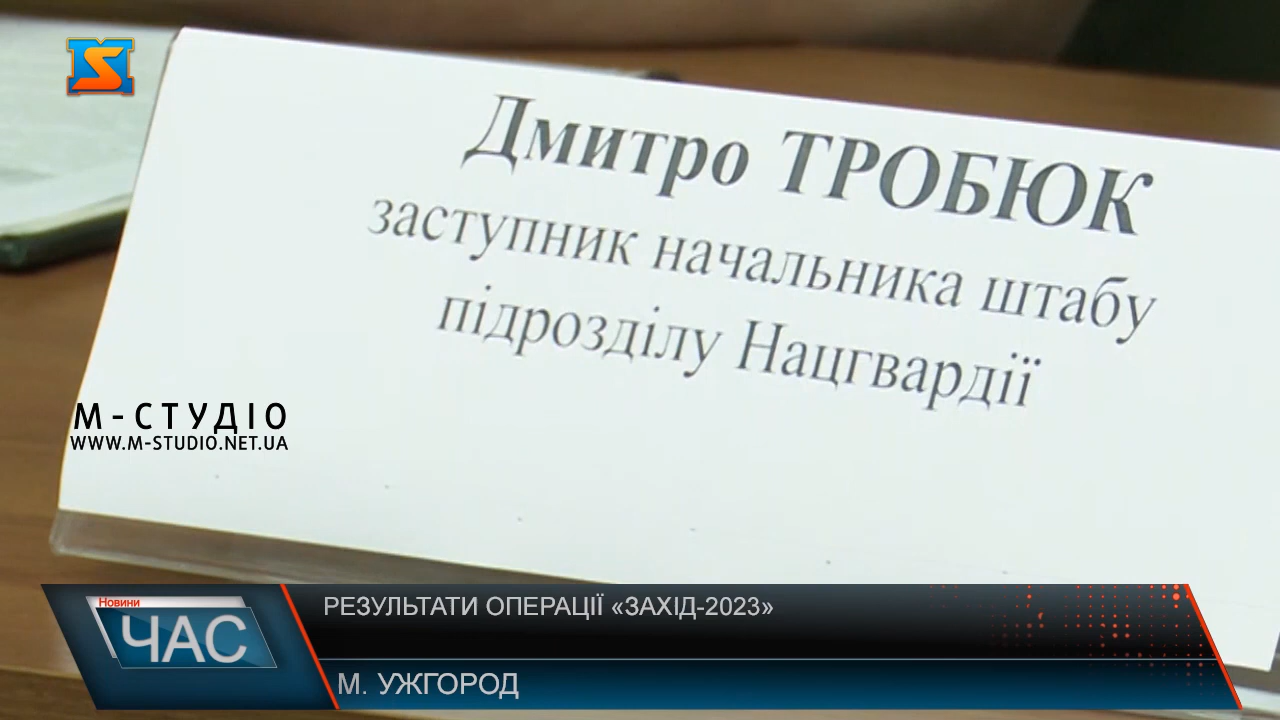 Дмитро ТРОБЮК
заступник начальника штабу
підрозділу Нацгвардії
М-СТУДІО
WWW.M-STUDIO.NET.UA
Новини
ЧАС
РЕЗУЛЬТАТИ ОПЕРАЦІЇ «ЗАХІД-2023»
М. УЖГОРОД